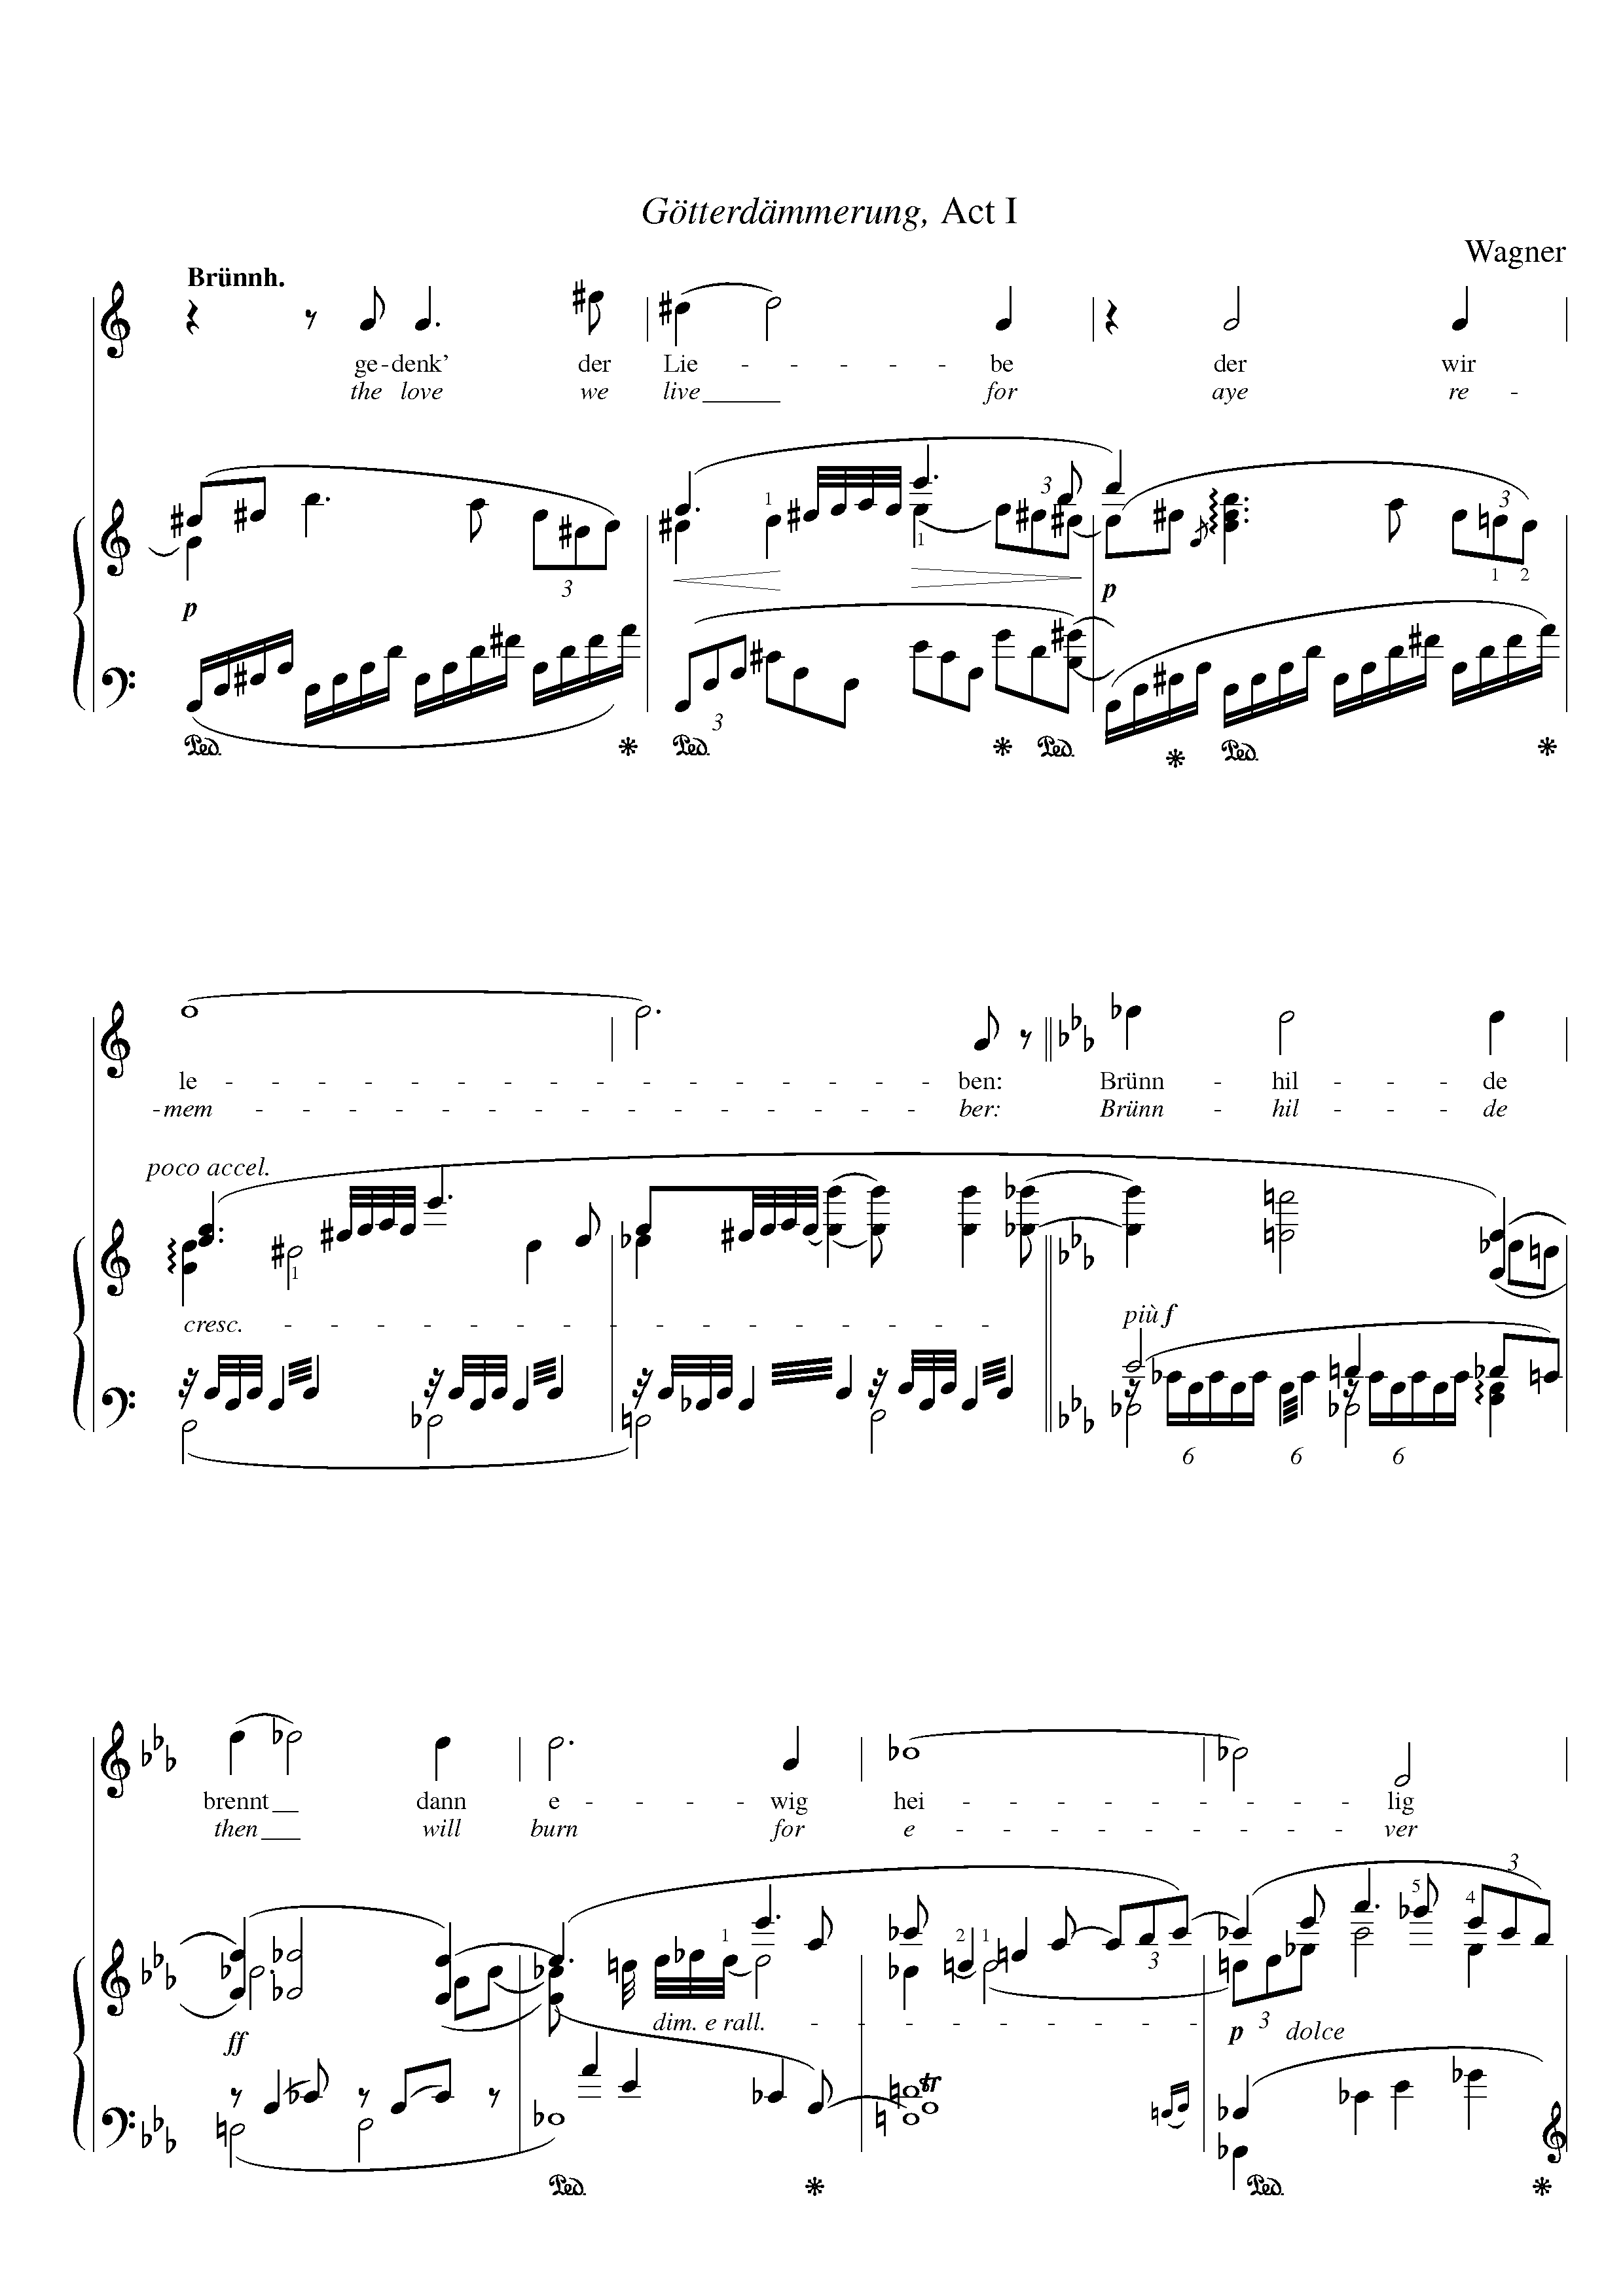 Götterdämmerung, Act I
Wagner
Brünnh.
ge - denk' der Lie - - - - - be der wir
the love we live ______ for aye re -
1 3 3
3 1 1 2
p p
3
poco accel.
le - - - - - - - - - - - - - - - - ben: Brünn - hil - - - de
-mem - - - - - - - - - - - - - - - - ber: Brünn - hil - - - de
1
cresc. - - - - - - - - - - - - - - - - più f
6 6 6
brennt __ dann e - - - - wig hei - - - - - - - - lig
then ___ will burn for e - - - - - - - - - ver
1 2 1 3 5 4 3
ff dim. e rall. - - - - - - - - - p 3 dolce
tr